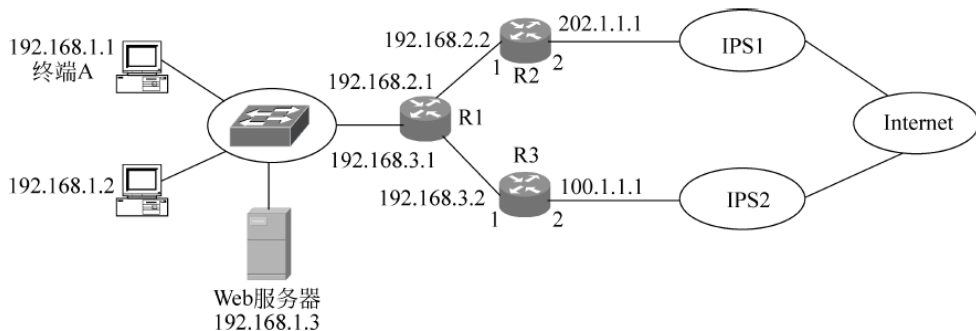 192.168.1.1
终端A
192.168.1.2
Web服务器
192.168.1.3
192.168.2.1
R1
192.168.3.1
192.168.2.2
1
R2
2
202.1.1.1
IPS1
R3
192.168.3.2
1
2
100.1.1.1
IPS2
Internet